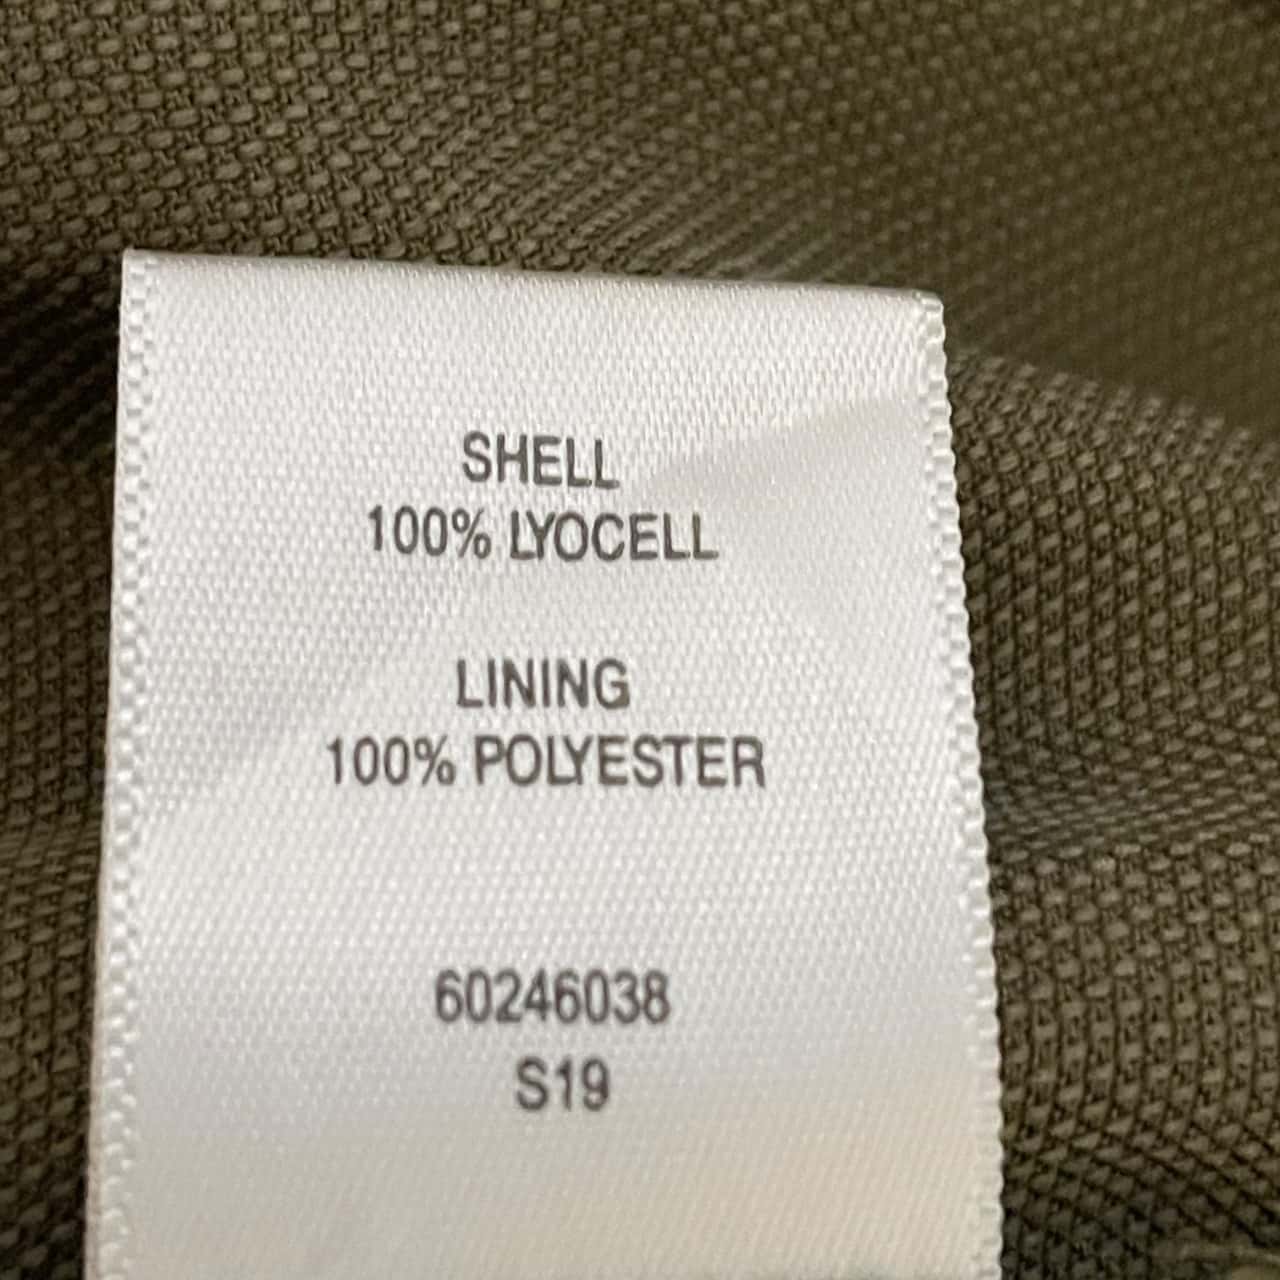 SHELL
100% LYOCELL
LINING
100% POLYESTER
60246038
S19